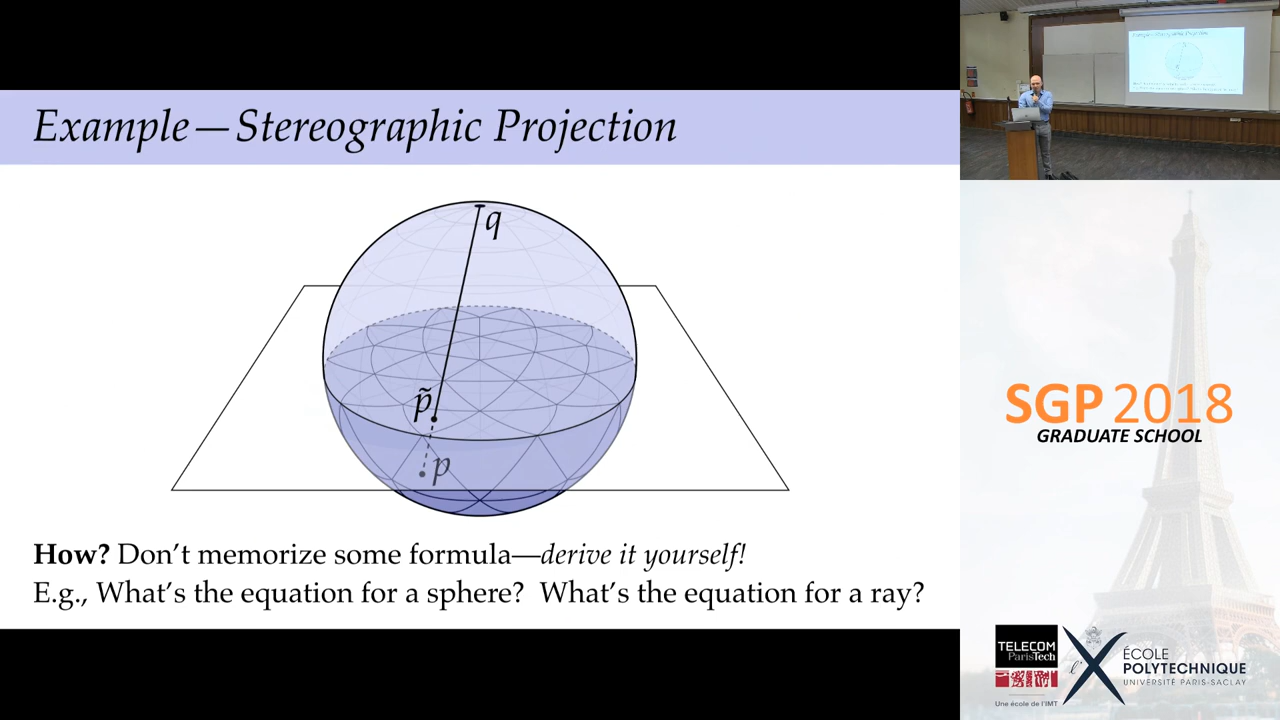 Example—Stereographic Projection
q
p̃
p
How? Don't memorize some formula—derive it yourself!
E.g., What's the equation for a sphere? What's the equation for a ray?
SGP 2018
GRADUATE SCHOOL
TELECOM
ParisTech
Une école de l'IMT
l'X
ÉCOLE
POLYTECHNIQUE
UNIVERSITÉ PARIS-SACLAY